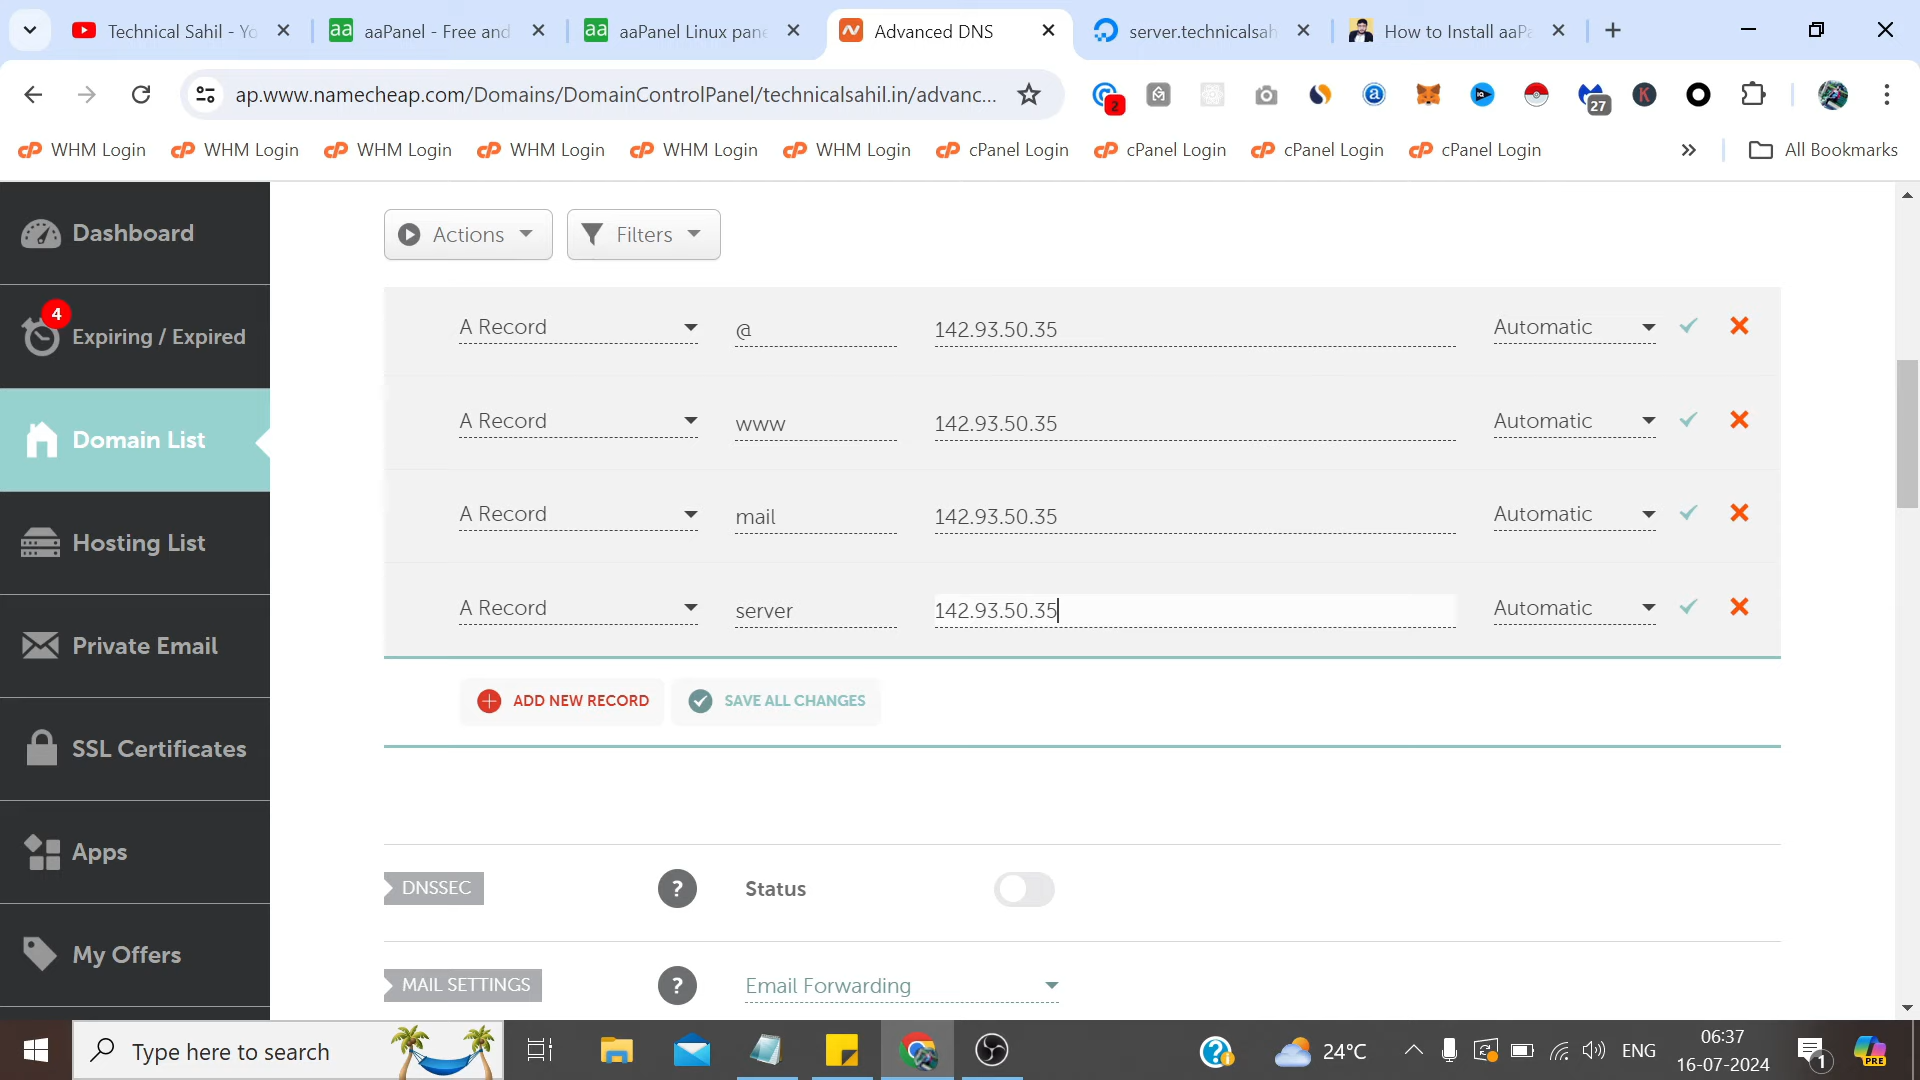 Technical Sahil - Yo
aaPanel - Free and
aaPanel Linux pane
Advanced DNS
server.technicalsah
How to Install aaPa
ap.www.namecheap.com/Domains/DomainControlPanel/technicalsahil.in/advanc...
2
27
WHM Login
WHM Login
WHM Login
WHM Login
WHM Login
WHM Login
cPanel Login
cPanel Login
cPanel Login
cPanel Login
All Bookmarks
Dashboard
4
Expiring / Expired
Domain List
Hosting List
Private Email
SSL Certificates
Apps
My Offers
Actions
Filters
A Record @ 142.93.50.35 Automatic
A Record www 142.93.50.35 Automatic
A Record mail 142.93.50.35 Automatic
A Record server 142.93.50.35 Automatic
ADD NEW RECORD
SAVE ALL CHANGES
DNSSEC ? Status
MAIL SETTINGS ? Email Forwarding
Type here to search
24°C
ENG
06:37
16-07-2024
1
PRE